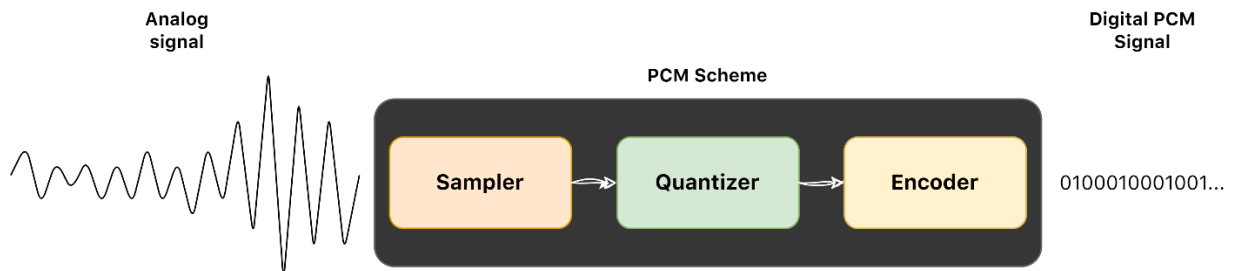 Analog
signal
Digital PCM
Signal
PCM Scheme
Sampler
Quantizer
Encoder
0100010001001...